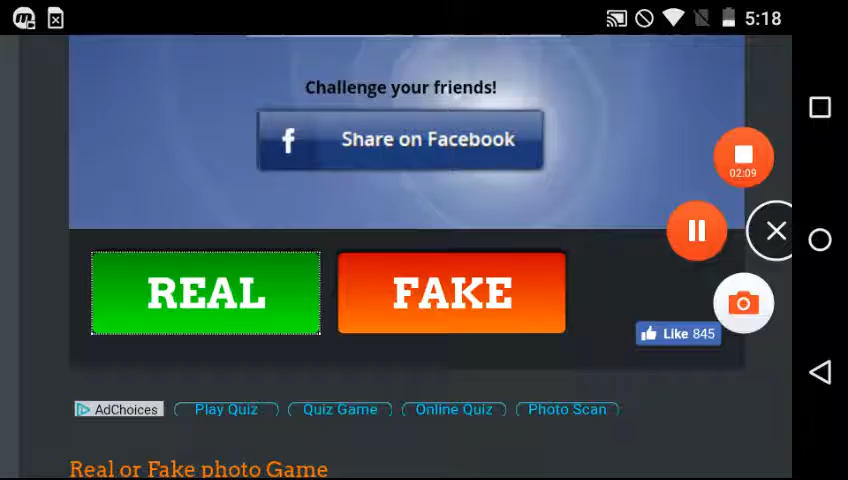 5:18
Challenge your friends!
f Share on Facebook
02:09
REAL FAKE
Like 845
AdChoices Play Quiz Quiz Game Online Quiz Photo Scan
Real or Fake photo Game